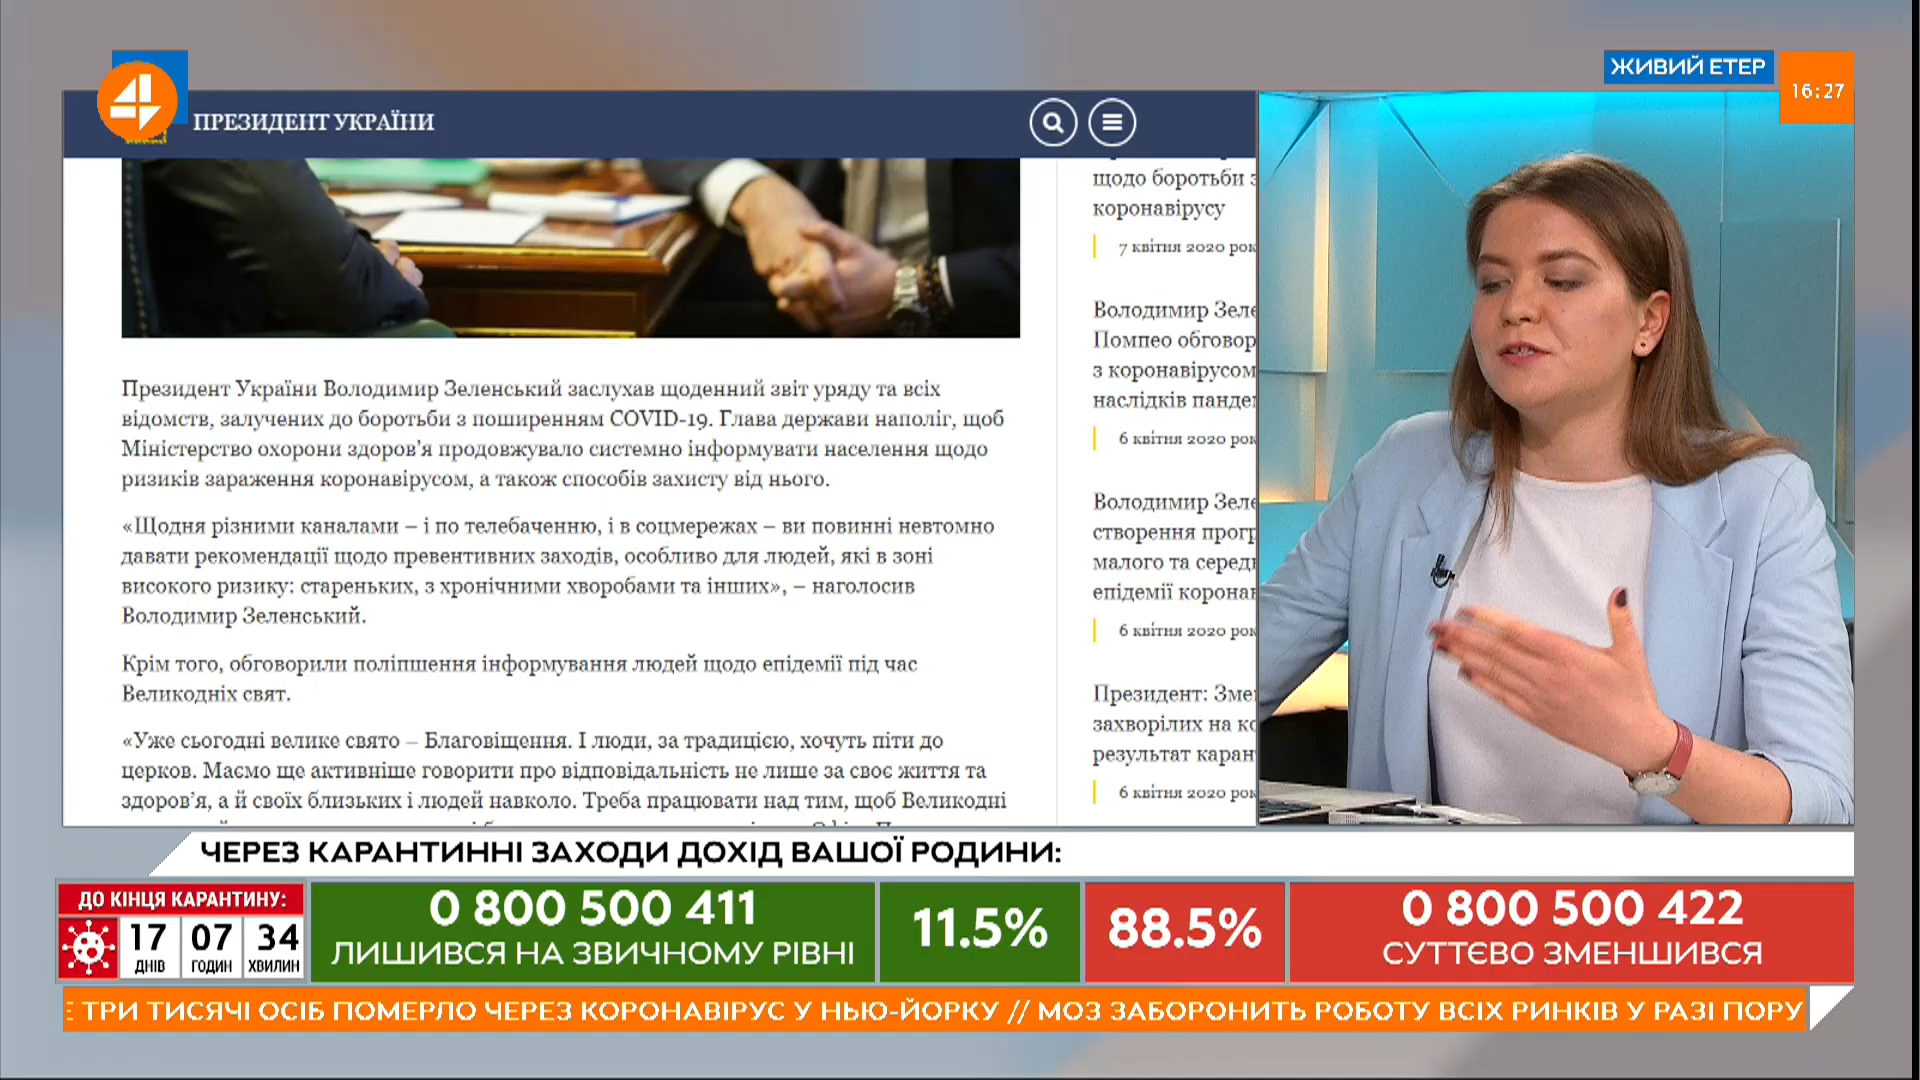 ЖИВИЙ ЕТЕР
16:27
4
ПРЕЗИДЕНТ УКРАЇНИ
Президент України Володимир Зеленський заслухав щоденний звіт уряду та всіх
відомств, залучених до боротьби з поширенням COVID-19. Глава держави наполіг, щоб
Міністерство охорони здоров'я продовжувало системно інформувати населення щодо
ризиків зараження коронавірусом, а також способів захисту від нього.
«Щодня різними каналами – і по телебаченню, і в соцмережах – ви повинні невтомно
давати рекомендації щодо превентивних заходів, особливо для людей, які в зоні
високого ризику: стареньких, з хронічними хворобами та інших», – наголосив
Володимир Зеленський.
Крім того, обговорили поліпшення інформування людей щодо епідемії під час
Великодніх свят.
«Уже сьогодні велике свято – Благовіщення. І люди, за традицією, хочуть піти до
церков. Маємо ще активніше говорити про відповідальність не лише за своє життя та
здоров'я, а й своїх близьких і людей навколо. Треба працювати над тим, щоб Великодні
щодо боротьби з
коронавірусу
7 квітня 2020 рок
Володимир Зеле
Помпео обговор
з коронавірусом
наслідків панде
6 квітня 2020 рок
Володимир Зеле
створення прогр
малого та середн
епідемії коронав
6 квітня 2020 рок
Президент: Зме
захворілих на ко
результат каран
6 квітня 2020 рок
ЧЕРЕЗ КАРАНТИННІ ЗАХОДИ ДОХІД ВАШОЇ РОДИНИ:
ДО КІНЦЯ КАРАНТИНУ:
17 07 34
ДНІВ ГОДИН ХВИЛИН
0 800 500 411
ЛИШИВСЯ НА ЗВИЧНОМУ РІВНІ
11.5%
88.5%
0 800 500 422
СУТТЄВО ЗМЕНШИВСЯ
Е ТРИ ТИСЯЧІ ОСІБ ПОМЕРЛО ЧЕРЕЗ КОРОНАВІРУС У НЬЮ-ЙОРКУ // МОЗ ЗАБОРОНИТЬ РОБОТУ ВСІХ РИНКІВ У РАЗІ ПОРУ